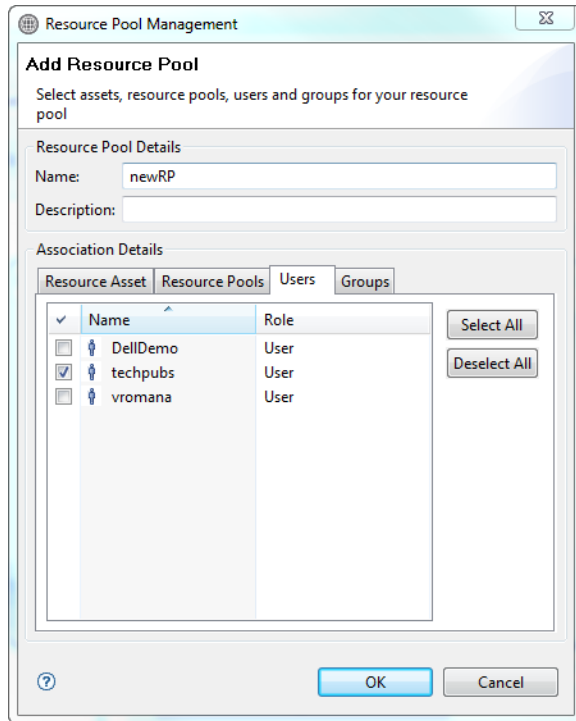 Resource Pool Management
Add Resource Pool
Select assets, resource pools, users and groups for your resource
pool
Resource Pool Details
Name: newRP
Description:
Association Details
Resource Asset Resource Pools Users Groups
Name Role
Select All
DellDemo User
Deselect All
techpubs User
vromana User
OK Cancel